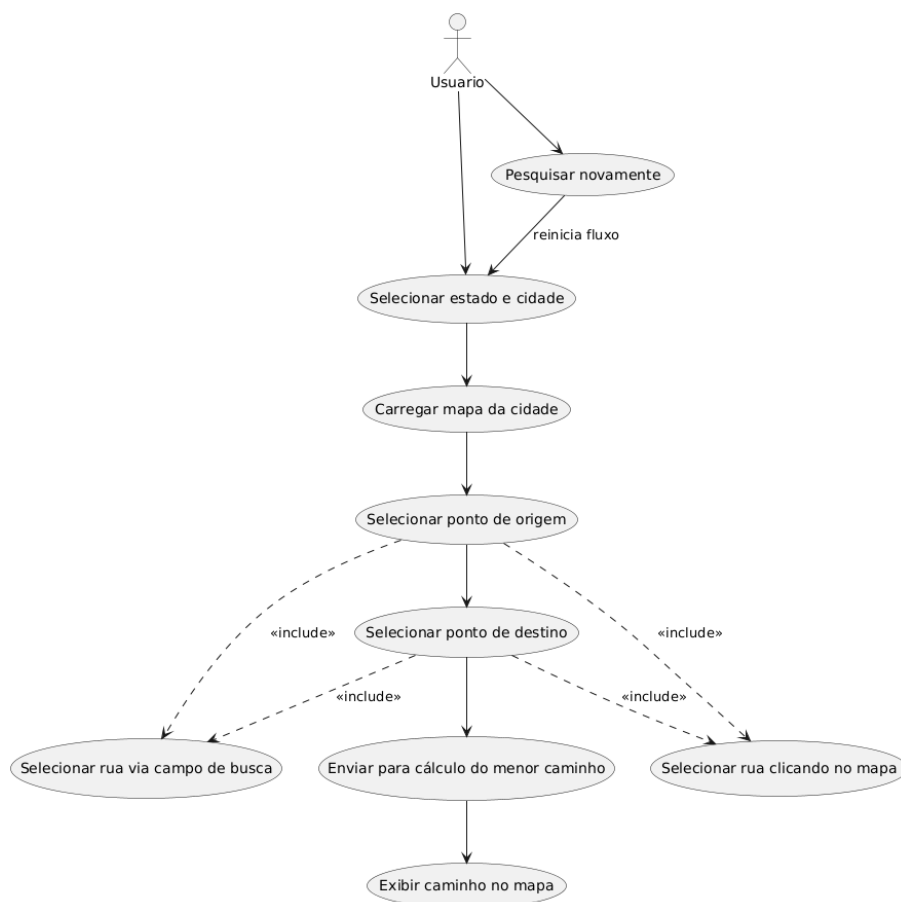 Usuario
Pesquisar novamente
reinicia fluxo
Selecionar estado e cidade
Carregar mapa da cidade
Selecionar ponto de origem
«include»
Selecionar ponto de destino
«include»
«include»
«include»
Selecionar rua via campo de busca
Enviar para cálculo do menor caminho
Selecionar rua clicando no mapa
Exibir caminho no mapa